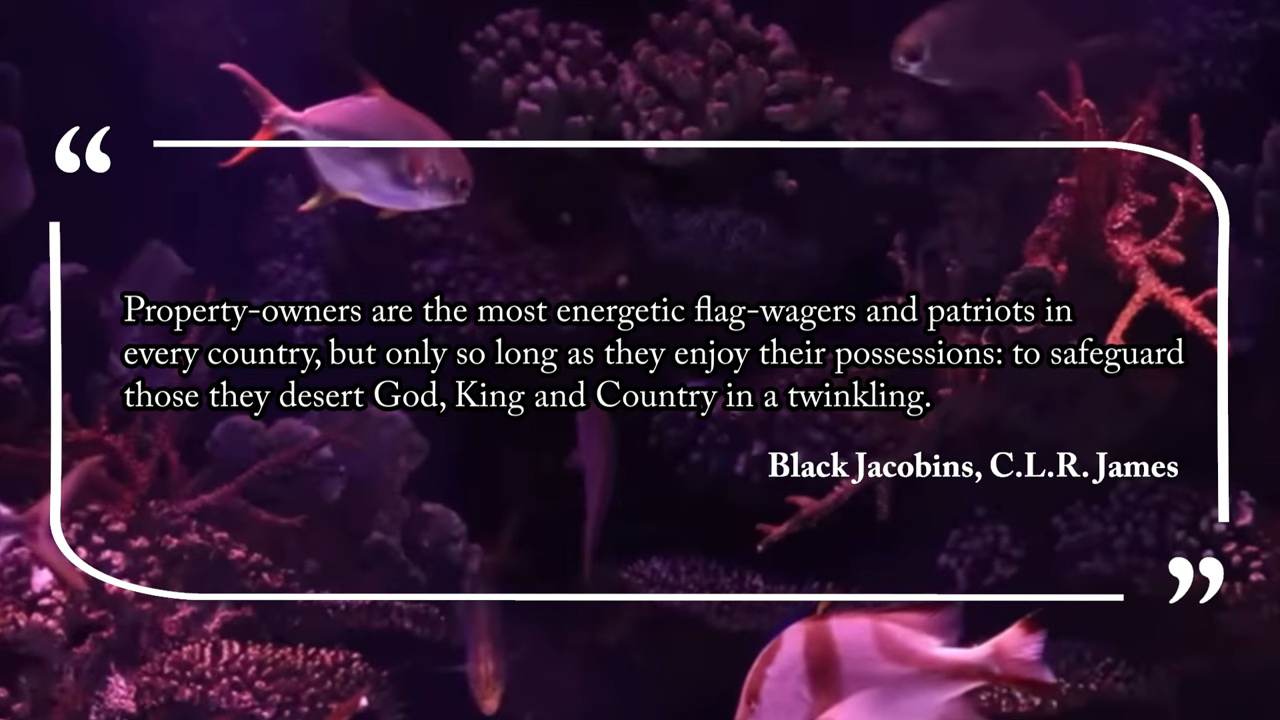 “
Property-owners are the most energetic flag-wagers and patriots in
every country, but only so long as they enjoy their possessions: to safeguard
those they desert God, King and Country in a twinkling.
Black Jacobins, C.L.R. James
”